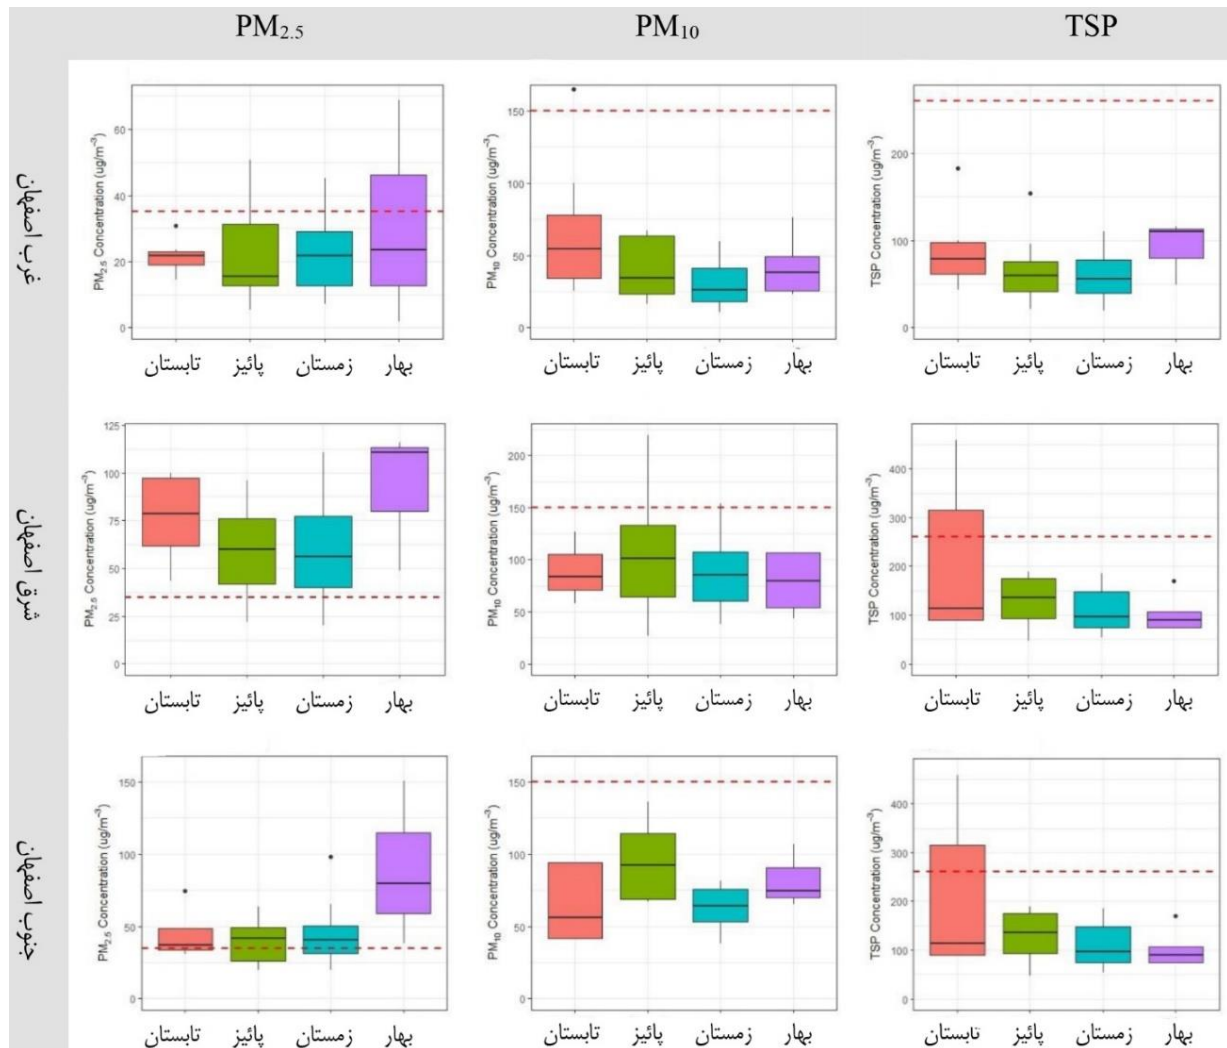 PM2.5 PM10 TSP
غرب اصفهان
PM2.5 Concentration (ug/m-3)
60
40
20
0
تابستان پائیز زمستان بهار
PM10 Concentration (ug/m-3)
150
100
50
0
تابستان پائیز زمستان بهار
TSP Concentration (ug/m-3)
200
100
0
تابستان پائیز زمستان بهار
شرق اصفهان
PM2.5 Concentration (ug/m-3)
125
100
75
50
25
0
تابستان پائیز زمستان بهار
PM10 Concentration (ug/m-3)
200
150
100
50
0
تابستان پائیز زمستان بهار
TSP Concentration (ug/m-3)
400
300
200
100
0
تابستان پائیز زمستان بهار
جنوب اصفهان
PM2.5 Concentration (ug/m-3)
150
100
50
0
تابستان پائیز زمستان بهار
PM10 Concentration (ug/m-3)
150
100
50
0
تابستان پائیز زمستان بهار
TSP Concentration (ug/m-3)
400
300
200
100
0
تابستان پائیز زمستان بهار